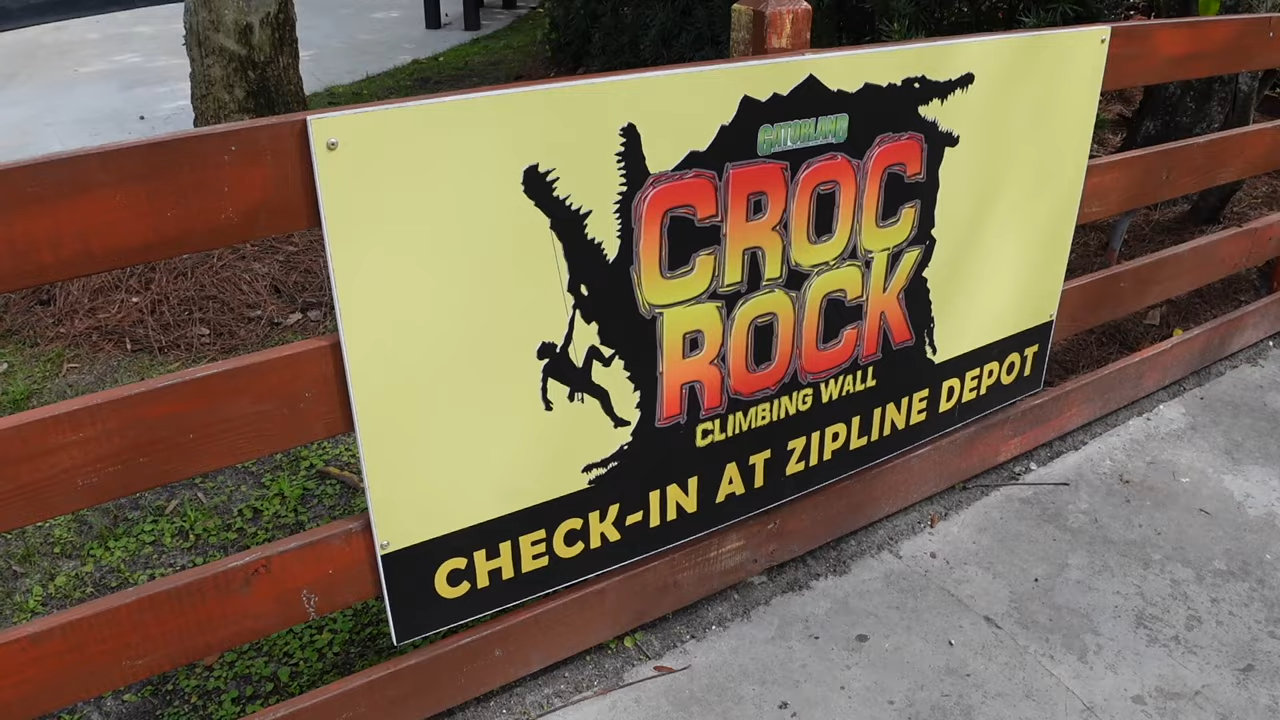 GATORLAND
CROC
ROCK
CLIMBING WALL
CHECK-IN AT ZIPLINE DEPOT